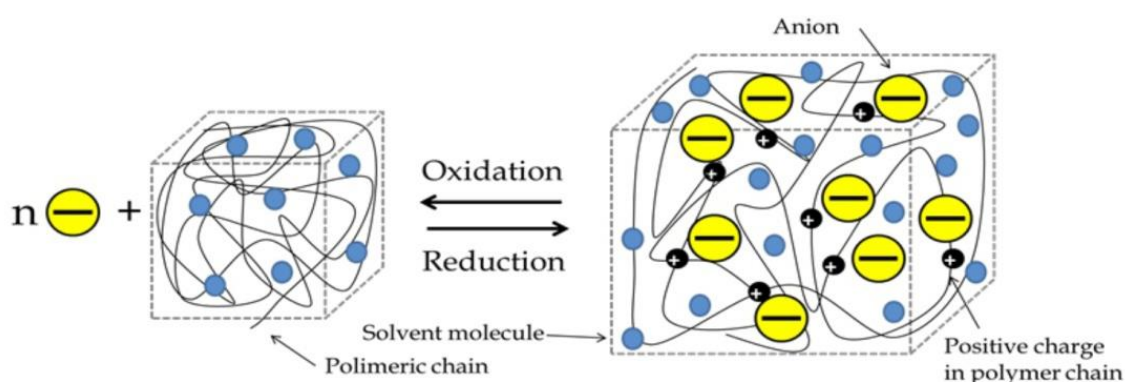 Anion
n − +
Oxidation
Reduction
Solvent molecule
Polimeric chain
Positive charge
in polymer chain